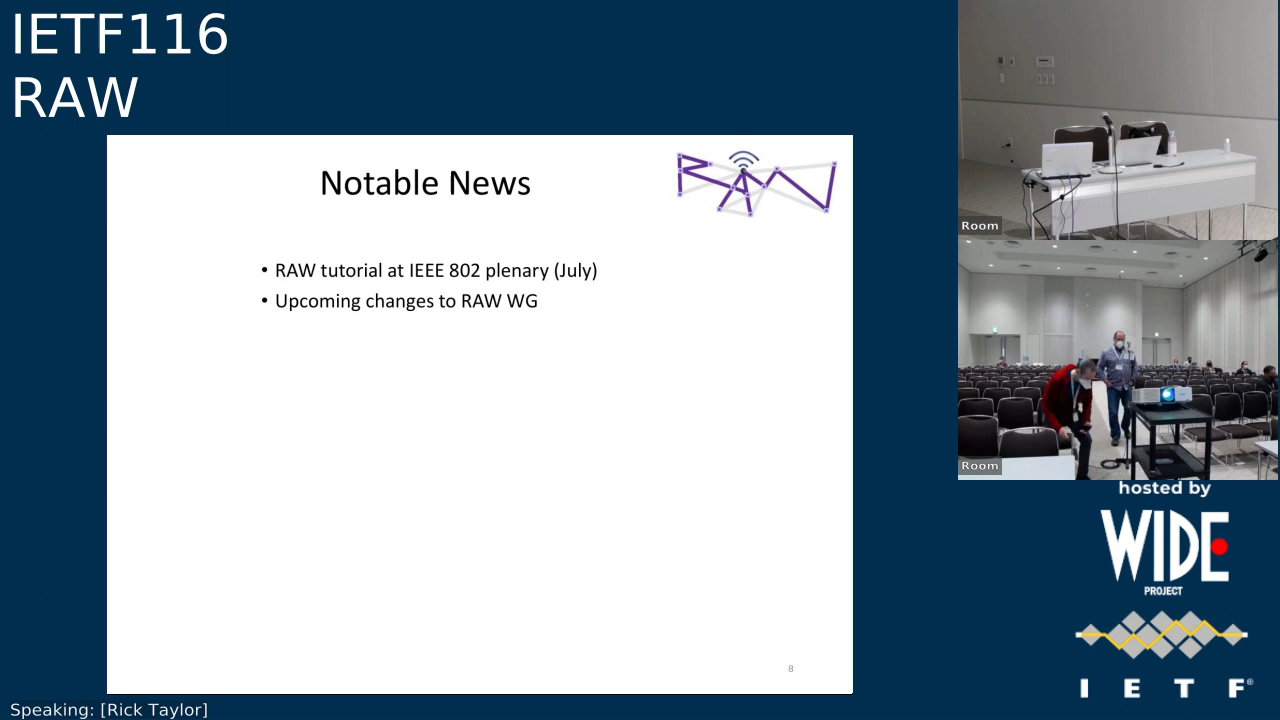 IETF116
RAW
Notable News
RAW
• RAW tutorial at IEEE 802 plenary (July)
• Upcoming changes to RAW WG
8
Room
Room
hosted by
WIDE
PROJECT
I E T F®
Speaking: [Rick Taylor]